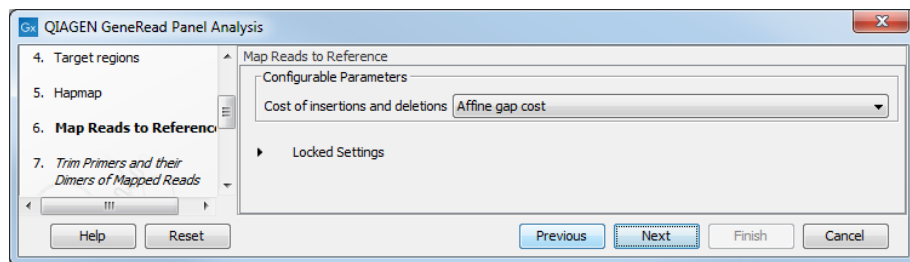 Gx QIAGEN GeneRead Panel Analysis
x
4. Target regions
5. Hapmap
6. Map Reads to Referenc
7. Trim Primers and their
Dimers of Mapped Reads
Map Reads to Reference
Configurable Parameters
Cost of insertions and deletions Affine gap cost
Locked Settings
Help Reset Previous Next Finish Cancel